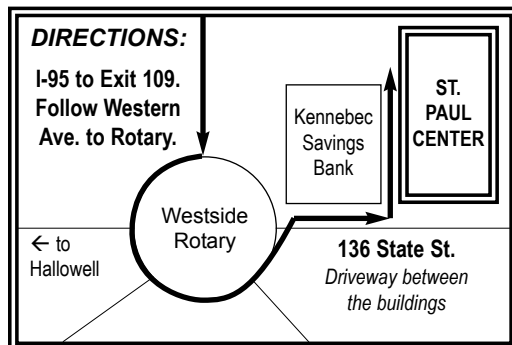 DIRECTIONS:
I-95 to Exit 109.
Follow Western
Ave. to Rotary.
Kennebec
Savings
Bank
ST.
PAUL
CENTER
Westside
Rotary
← to
Hallowell
136 State St.
Driveway between
the buildings